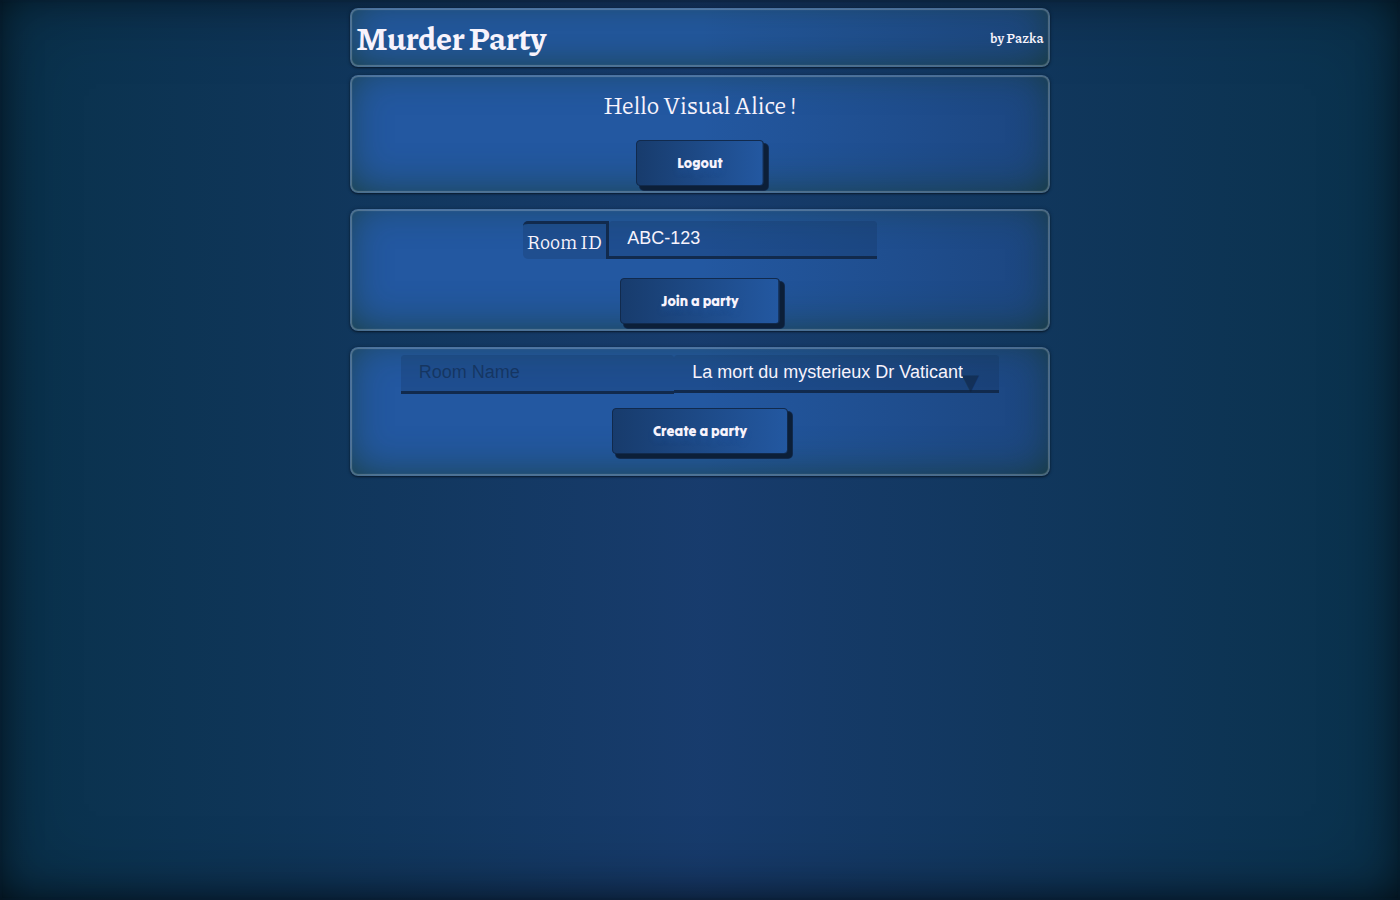 Murder Party
by Pazka
Hello Visual Alice !
Logout
Room ID
ABC-123
Join a party
Room Name
La mort du mysterieux Dr Vaticant
Create a party